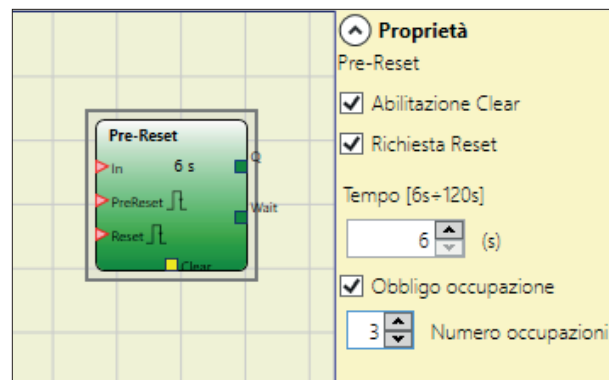 Pre-Reset
In
6 s
Q
PreReset
Wait
Reset
Clear
Proprietà
Pre-Reset
Abilitazione Clear
Richiesta Reset
Tempo [6s÷120s]
6 (s)
Obbligo occupazione
3 Numero occupazioni